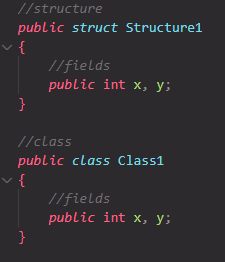 //structure
public struct Structure1
{
//fields
public int x, y;
}
//class
public class Class1
{
//fields
public int x, y;
}